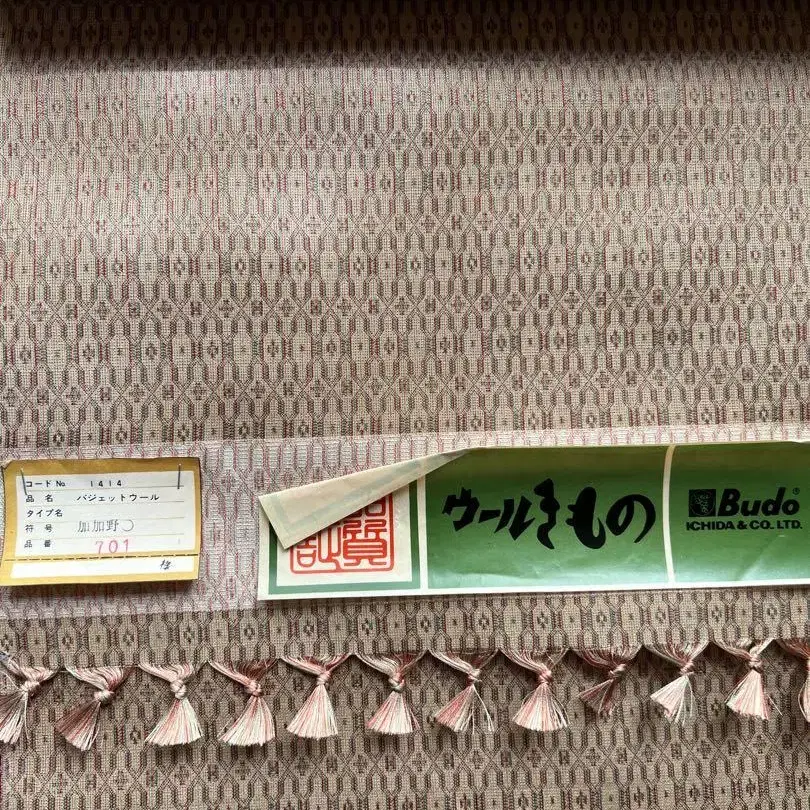 コードNo. 1414
品名 バジェットウール
タイプ名
符号 加加野
品番 701
ウールきもの
Budo®
ICHIDA & CO. LTD.